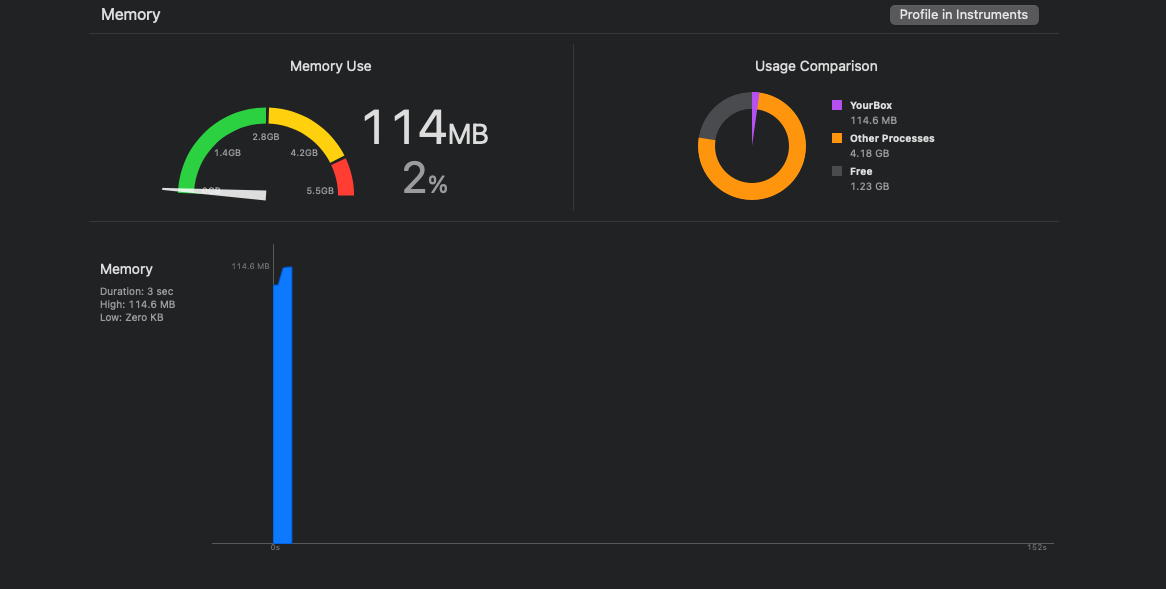 Memory
Profile in Instruments
Memory Use
Usage Comparison
2.8GB
1.4GB
4.2GB
0GB
5.5GB
114MB
2%
YourBox
114.6 MB
Other Processes
4.18 GB
Free
1.23 GB
Memory
Duration: 3 sec
High: 114.6 MB
Low: Zero KB
114.6 MB
0s
152s